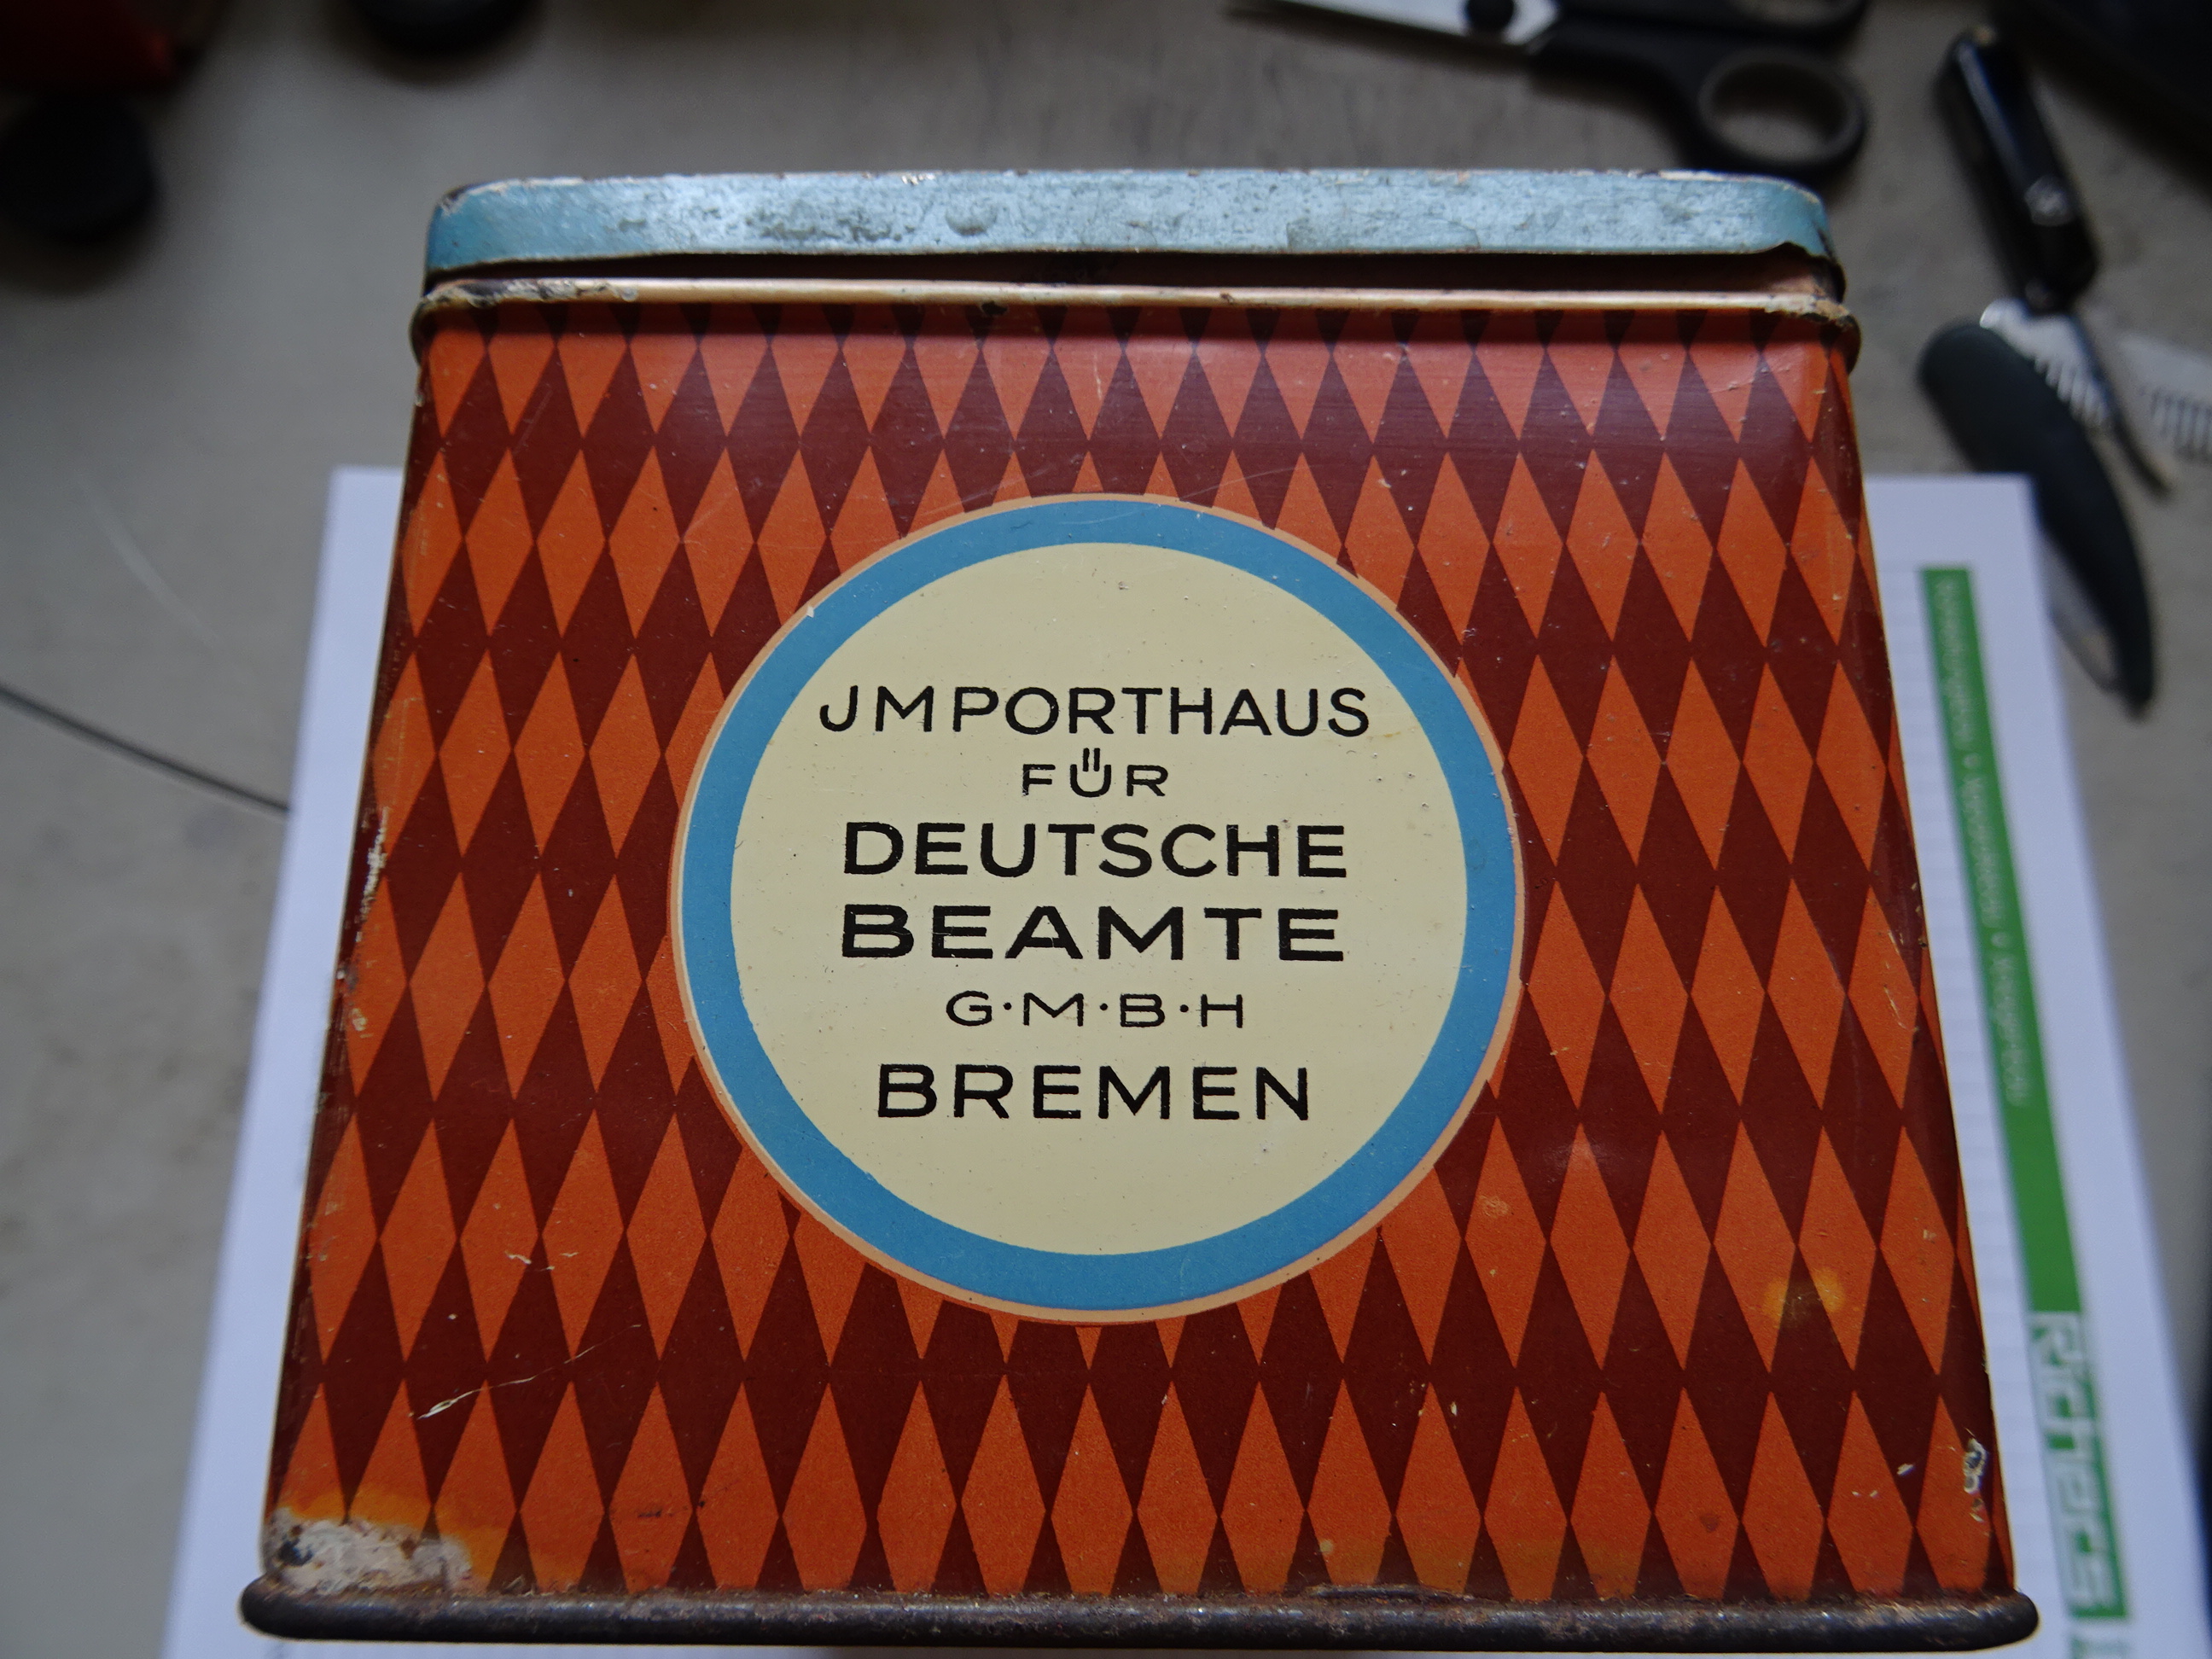 JMPORTHAUS
FÜR
DEUTSCHE
BEAMTE
G·M·B·H
BREMEN